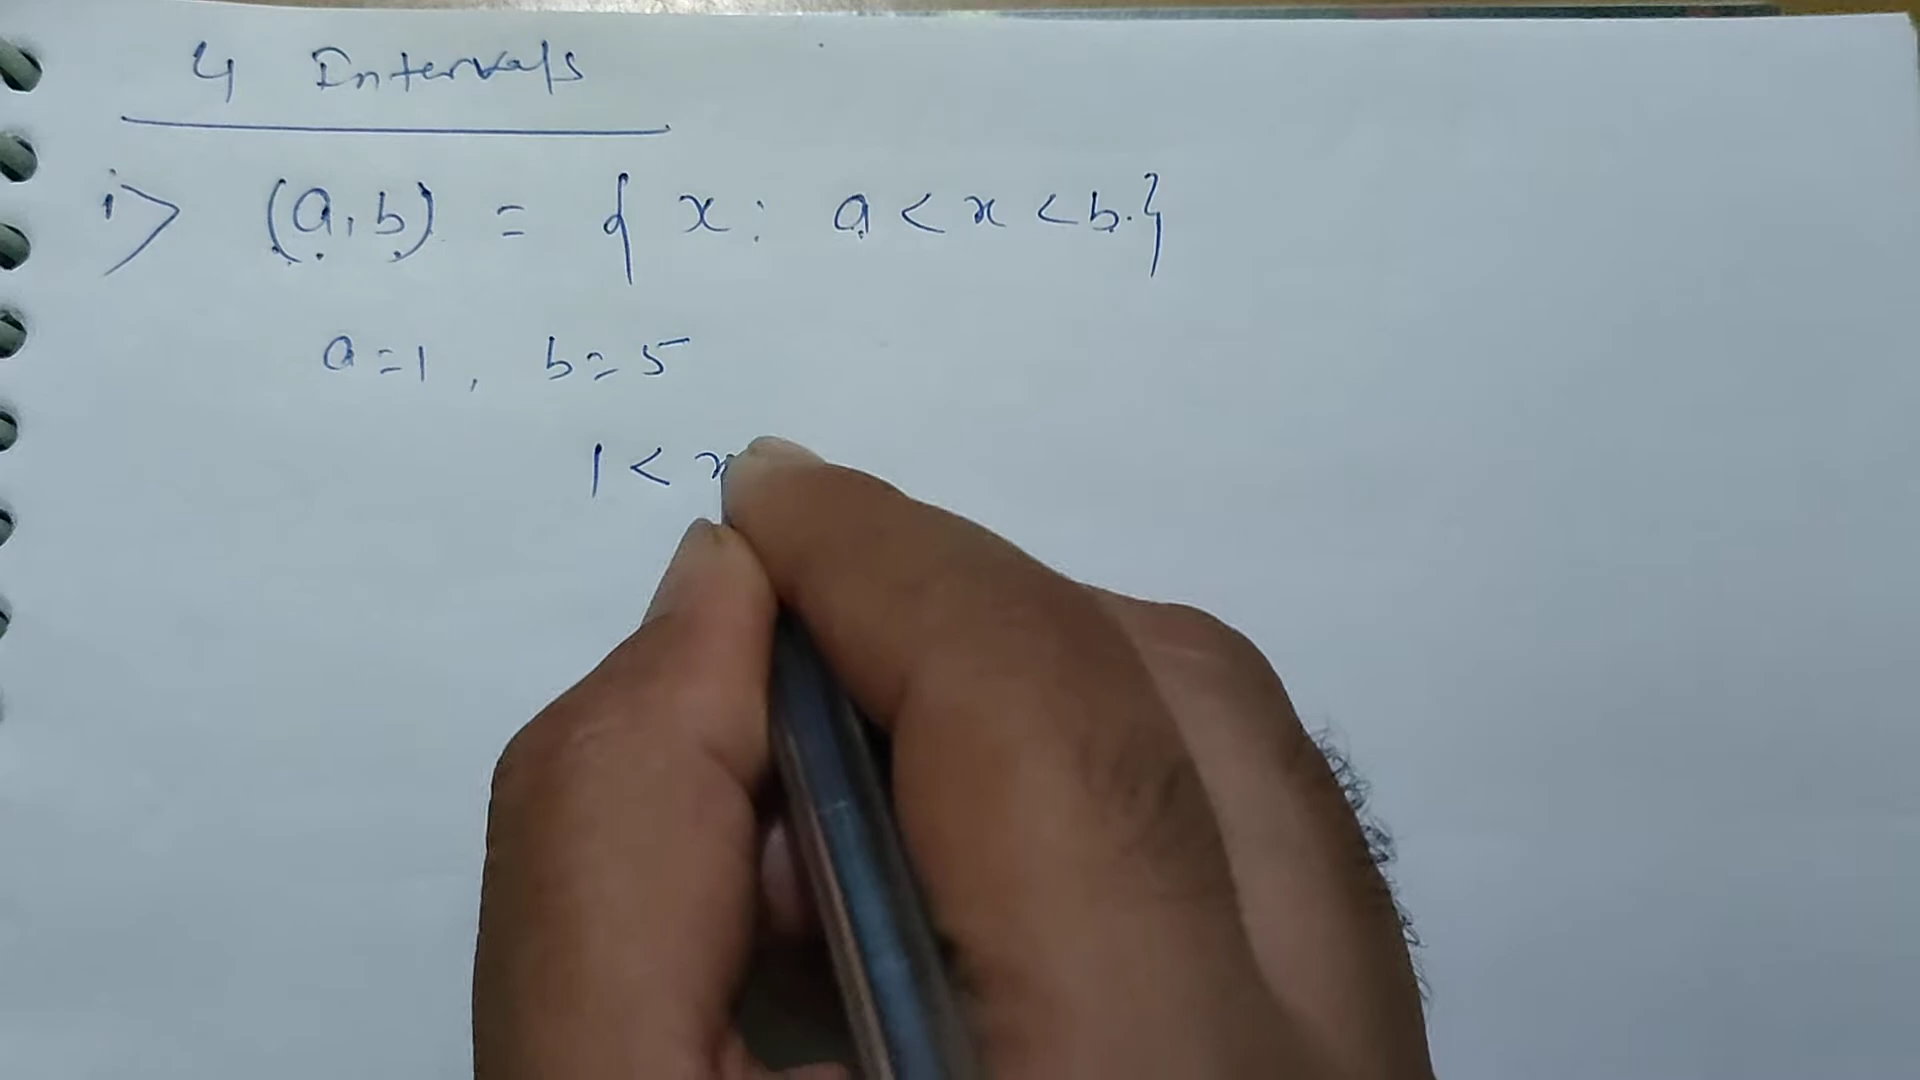 4 Intervals
i> (a,b) = { x: a < x < b.}
a=1, b=5
1 < x